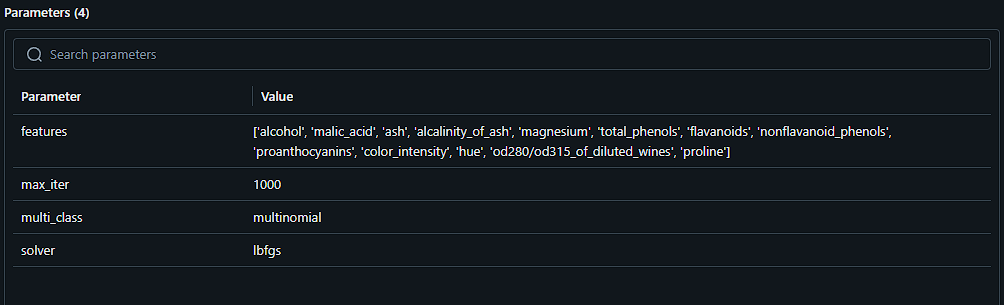 Parameters (4)
Search parameters
Parameter Value
features ['alcohol', 'malic_acid', 'ash', 'alcalinity_of_ash', 'magnesium', 'total_phenols', 'flavanoids', 'nonflavanoid_phenols',
'proanthocyanins', 'color_intensity', 'hue', 'od280/od315_of_diluted_wines', 'proline']
max_iter 1000
multi_class multinomial
solver lbfgs